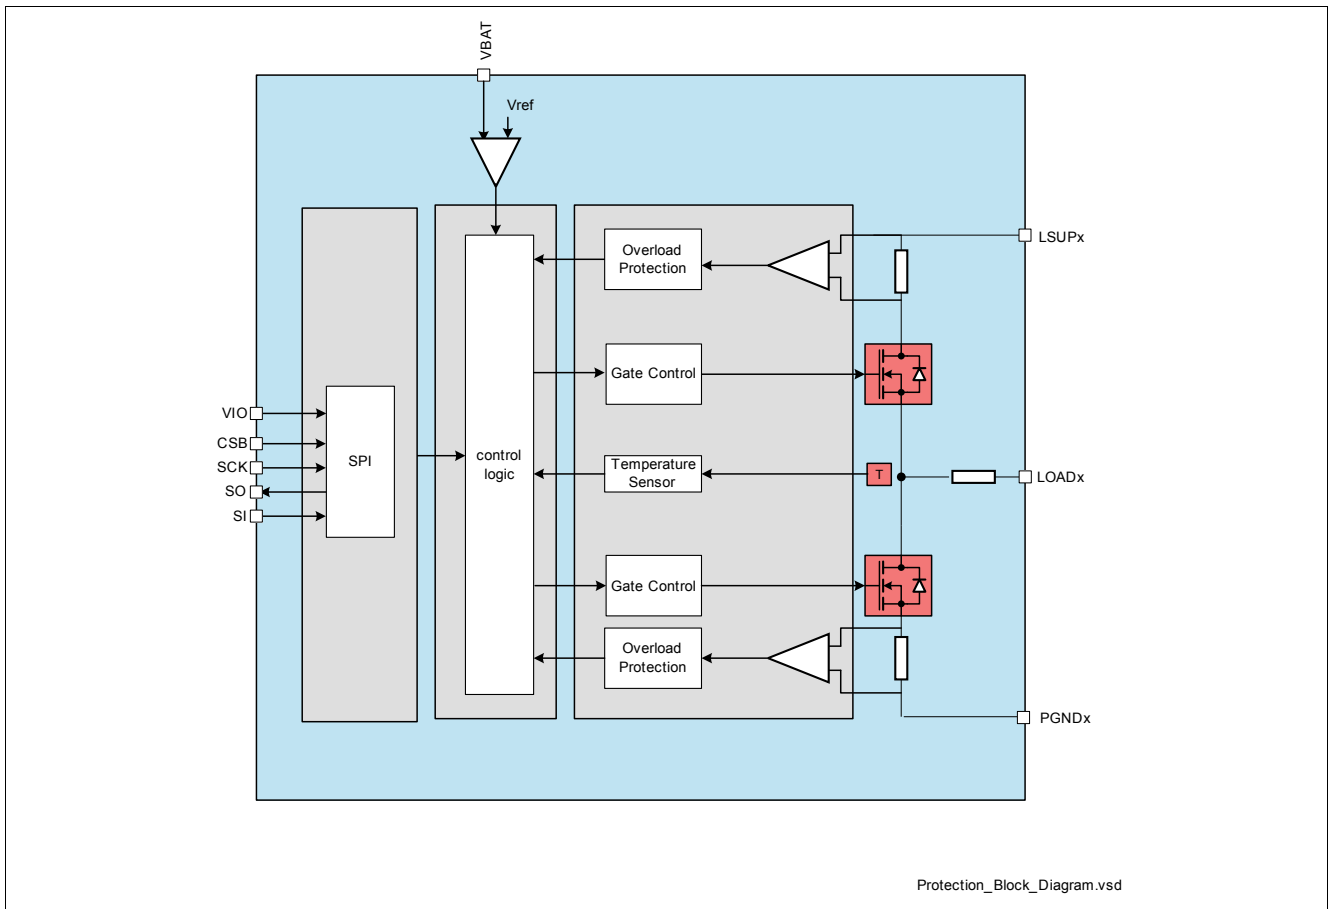 VBAT
Vref
LSUPx
Overload
Protection
Gate Control
VIO
CSB
SCK
SO
SI
SPI
control
logic
Temperature
Sensor
T
LOADx
Gate Control
Overload
Protection
PGNDx
Protection_Block_Diagram.vsd